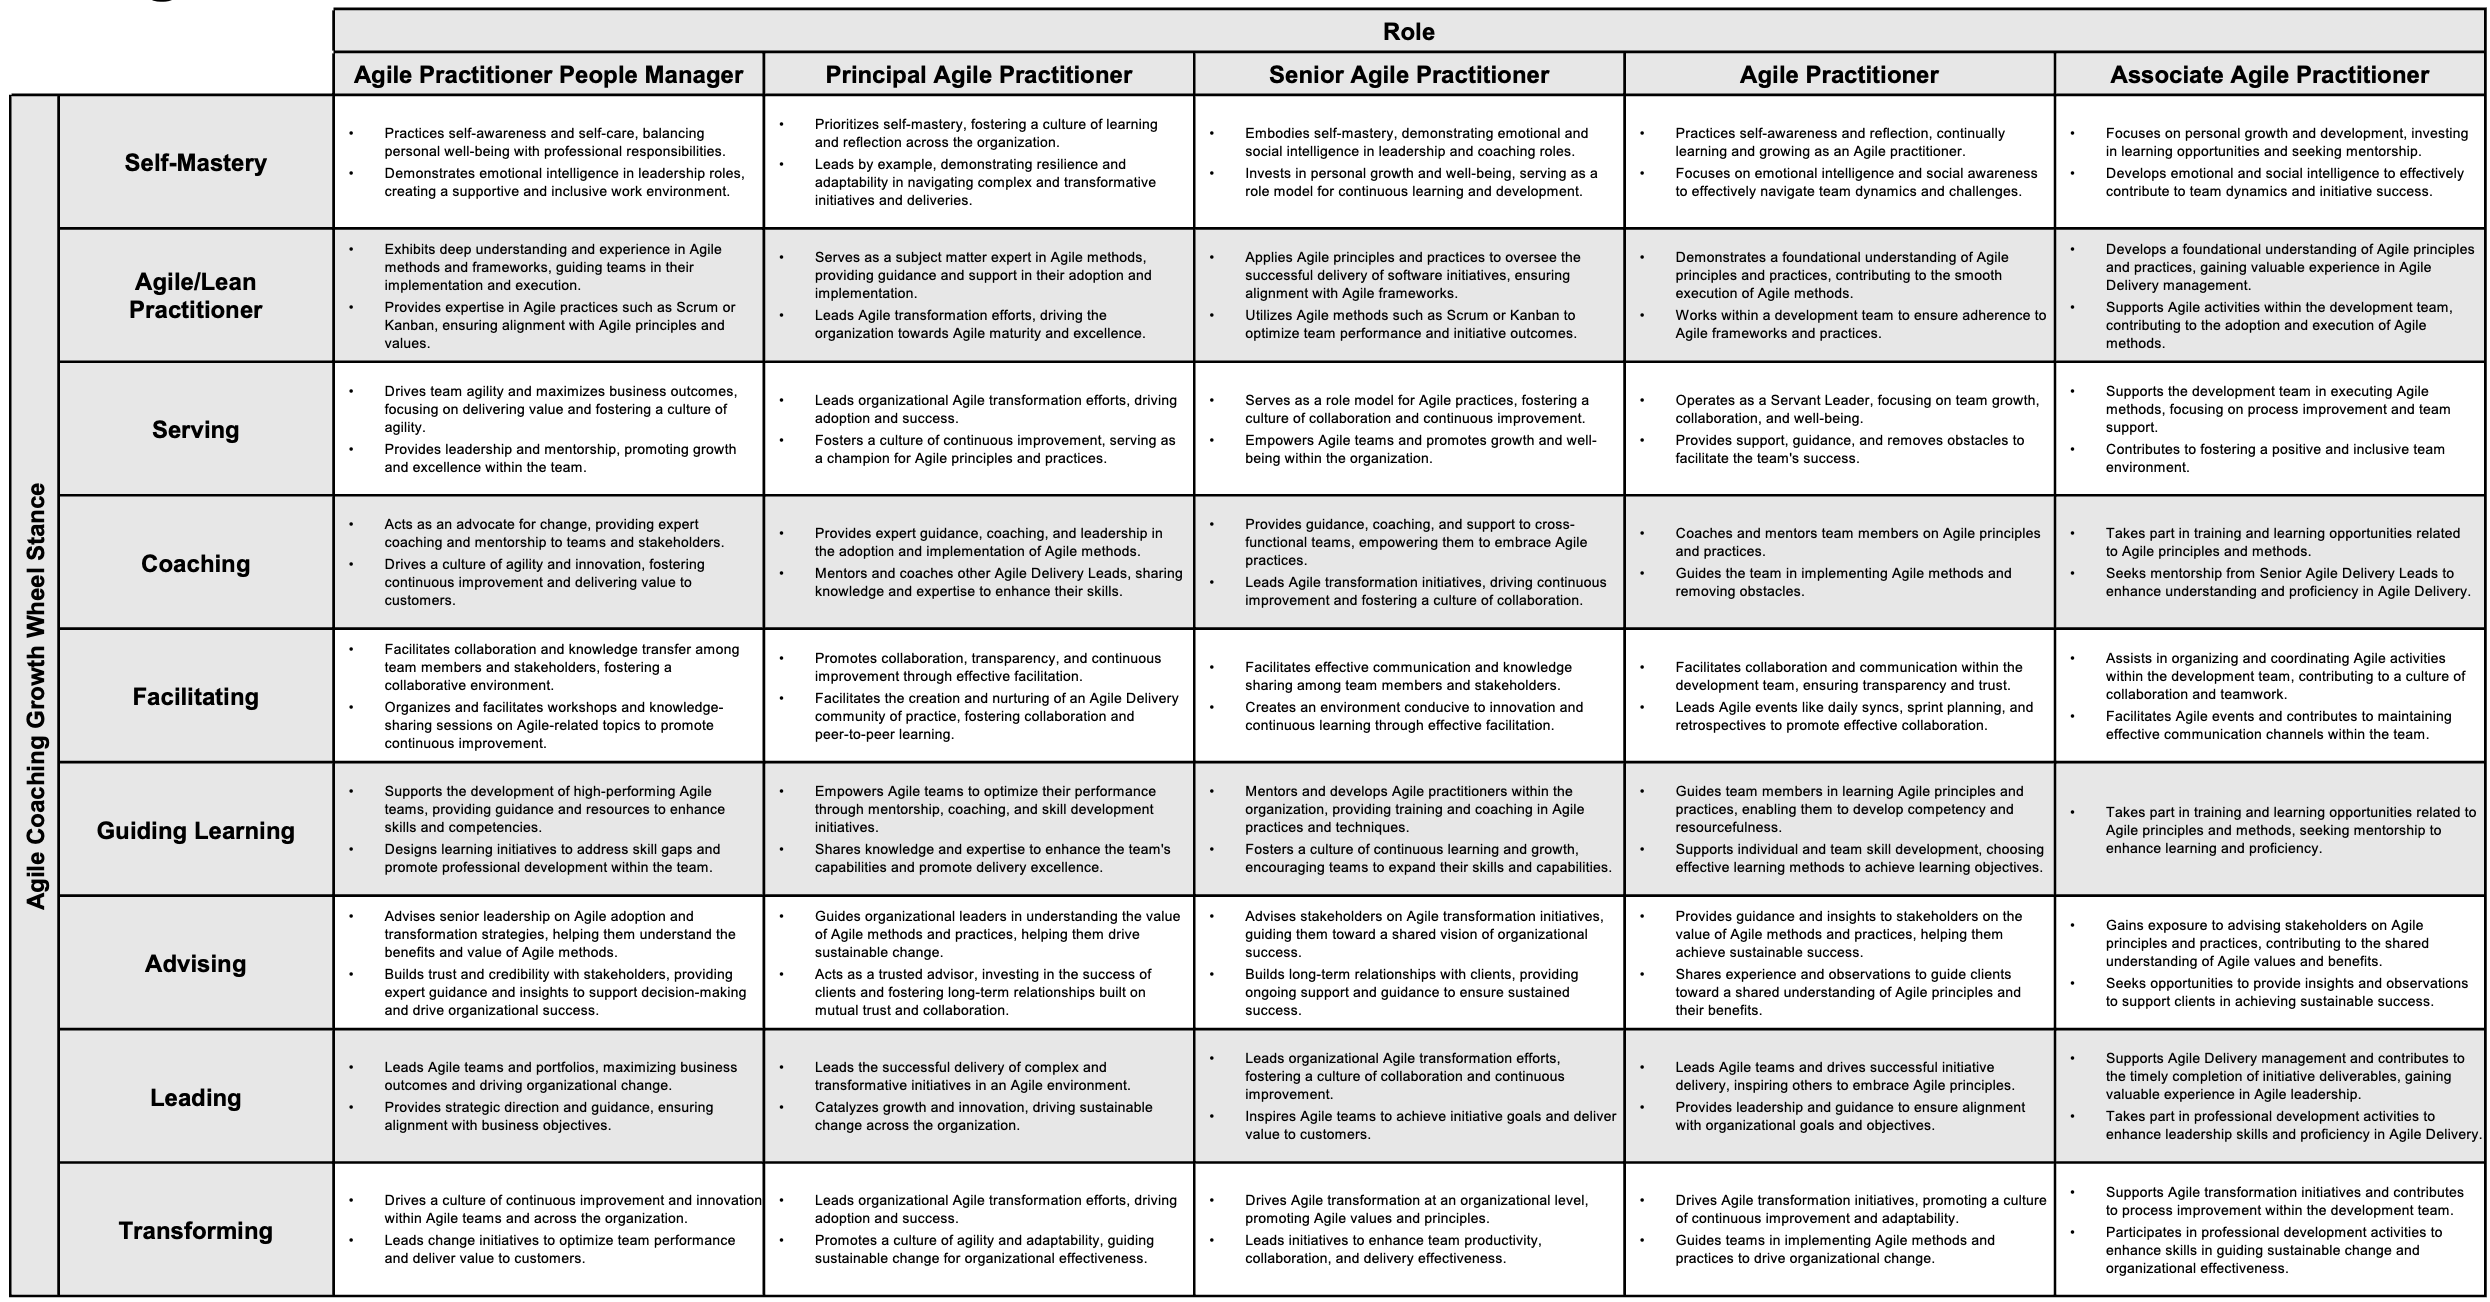 Role
Agile Practitioner People Manager
Principal Agile Practitioner
Senior Agile Practitioner
Agile Practitioner
Associate Agile Practitioner
Agile Coaching Growth Wheel Stance
Self-Mastery
• Practices self-awareness and self-care, balancing
personal well-being with professional responsibilities.
• Demonstrates emotional intelligence in leadership roles,
creating a supportive and inclusive work environment.
• Prioritizes self-mastery, fostering a culture of learning
and reflection across the organization.
• Leads by example, demonstrating resilience and
adaptability in navigating complex and transformative
initiatives and deliveries.
• Embodies self-mastery, demonstrating emotional and
social intelligence in leadership and coaching roles.
• Invests in personal growth and well-being, serving as a
role model for continuous learning and development.
• Practices self-awareness and reflection, continually
learning and growing as an Agile practitioner.
• Focuses on emotional intelligence and social awareness
to effectively navigate team dynamics and challenges.
• Focuses on personal growth and development, investing
in learning opportunities and seeking mentorship.
• Develops emotional and social intelligence to effectively
contribute to team dynamics and initiative success.
Agile/Lean
Practitioner
• Exhibits deep understanding and experience in Agile
methods and frameworks, guiding teams in their
implementation and execution.
• Provides expertise in Agile practices such as Scrum or
Kanban, ensuring alignment with Agile principles and
values.
• Serves as a subject matter expert in Agile methods,
providing guidance and support in their adoption and
implementation.
• Leads Agile transformation efforts, driving the
organization towards Agile maturity and excellence.
• Applies Agile principles and practices to oversee the
successful delivery of software initiatives, ensuring
alignment with Agile frameworks.
• Utilizes Agile methods such as Scrum or Kanban to
optimize team performance and initiative outcomes.
• Demonstrates a foundational understanding of Agile
principles and practices, contributing to the smooth
execution of Agile methods.
• Works within a development team to ensure adherence to
Agile frameworks and practices.
• Develops a foundational understanding of Agile principles
and practices, gaining valuable experience in Agile
Delivery management.
• Supports Agile activities within the development team,
contributing to the adoption and execution of Agile
methods.
Serving
• Drives team agility and maximizes business outcomes,
focusing on delivering value and fostering a culture of
agility.
• Provides leadership and mentorship, promoting growth
and excellence within the team.
• Leads organizational Agile transformation efforts, driving
adoption and success.
• Fosters a culture of continuous improvement, serving as
a champion for Agile principles and practices.
• Serves as a role model for Agile practices, fostering a
culture of collaboration and continuous improvement.
• Empowers Agile teams and promotes growth and well-
being within the organization.
• Operates as a Servant Leader, focusing on team growth,
collaboration, and well-being.
• Provides support, guidance, and removes obstacles to
facilitate the team's success.
• Supports the development team in executing Agile
methods, focusing on process improvement and team
support.
• Contributes to fostering a positive and inclusive team
environment.
Coaching
• Acts as an advocate for change, providing expert
coaching and mentorship to teams and stakeholders.
• Drives a culture of agility and innovation, fostering
continuous improvement and delivering value to
customers.
• Provides expert guidance, coaching, and leadership in
the adoption and implementation of Agile methods.
• Mentors and coaches other Agile Delivery Leads, sharing
knowledge and expertise to enhance their skills.
• Provides guidance, coaching, and support to cross-
functional teams, empowering them to embrace Agile
practices.
• Leads Agile transformation initiatives, driving continuous
improvement and fostering a culture of collaboration.
• Coaches and mentors team members on Agile principles
and practices.
• Guides the team in implementing Agile methods and
removing obstacles.
• Takes part in training and learning opportunities related
to Agile principles and methods.
• Seeks mentorship from Senior Agile Delivery Leads to
enhance understanding and proficiency in Agile Delivery.
Facilitating
• Facilitates collaboration and knowledge transfer among
team members and stakeholders, fostering a
collaborative environment.
• Organizes and facilitates workshops and knowledge-
sharing sessions on Agile-related topics to promote
continuous improvement.
• Promotes collaboration, transparency, and continuous
improvement through effective facilitation.
• Facilitates the creation and nurturing of an Agile Delivery
community of practice, fostering collaboration and
peer-to-peer learning.
• Facilitates effective communication and knowledge
sharing among team members and stakeholders.
• Creates an environment conducive to innovation and
continuous learning through effective facilitation.
• Facilitates collaboration and communication within the
development team, ensuring transparency and trust.
• Leads Agile events like daily syncs, sprint planning, and
retrospectives to promote effective collaboration.
• Assists in organizing and coordinating Agile activities
within the development team, contributing to a culture of
collaboration and teamwork.
• Facilitates Agile events and contributes to maintaining
effective communication channels within the team.
Guiding Learning
• Supports the development of high-performing Agile
teams, providing guidance and resources to enhance
skills and competencies.
• Designs learning initiatives to address skill gaps and
promote professional development within the team.
• Empowers Agile teams to optimize their performance
through mentorship, coaching, and skill development
initiatives.
• Shares knowledge and expertise to enhance the team's
capabilities and promote delivery excellence.
• Mentors and develops Agile practitioners within the
organization, providing training and coaching in Agile
practices and techniques.
• Fosters a culture of continuous learning and growth,
encouraging teams to expand their skills and capabilities.
• Guides team members in learning Agile principles and
practices, enabling them to develop competency and
resourcefulness.
• Supports individual and team skill development, choosing
effective learning methods to achieve learning objectives.
• Takes part in training and learning opportunities related to
Agile principles and methods, seeking mentorship to
enhance learning and proficiency.
Advising
• Advises senior leadership on Agile adoption and
transformation strategies, helping them understand the
benefits and value of Agile methods.
• Builds trust and credibility with stakeholders, providing
expert guidance and insights to support decision-making
and drive organizational success.
• Guides organizational leaders in understanding the value
of Agile methods and practices, helping them drive
sustainable change.
• Acts as a trusted advisor, investing in the success of
clients and fostering long-term relationships built on
mutual trust and collaboration.
• Advises stakeholders on Agile transformation initiatives,
guiding them toward a shared vision of organizational
success.
• Builds long-term relationships with clients, providing
ongoing support and guidance to ensure sustained
success.
• Provides guidance and insights to stakeholders on the
value of Agile methods and practices, helping them
achieve sustainable success.
• Shares experience and observations to guide clients
toward a shared understanding of Agile principles and
their benefits.
• Gains exposure to advising stakeholders on Agile
principles and practices, contributing to the shared
understanding of Agile values and benefits.
• Seeks opportunities to provide insights and observations
to support clients in achieving sustainable success.
Leading
• Leads Agile teams and portfolios, maximizing business
outcomes and driving organizational change.
• Provides strategic direction and guidance, ensuring
alignment with business objectives.
• Leads the successful delivery of complex and
transformative initiatives in an Agile environment.
• Catalyzes growth and innovation, driving sustainable
change across the organization.
• Leads organizational Agile transformation efforts,
fostering a culture of collaboration and continuous
improvement.
• Inspires Agile teams to achieve initiative goals and deliver
value to customers.
• Leads Agile teams and drives successful initiative
delivery, inspiring others to embrace Agile principles.
• Provides leadership and guidance to ensure alignment
with organizational goals and objectives.
• Supports Agile Delivery management and contributes to
the timely completion of initiative deliverables, gaining
valuable experience in Agile leadership.
• Takes part in professional development activities to
enhance leadership skills and proficiency in Agile Delivery.
Transforming
• Drives a culture of continuous improvement and innovation
within Agile teams and across the organization.
• Leads change initiatives to optimize team performance
and deliver value to customers.
• Leads organizational Agile transformation efforts, driving
adoption and success.
• Promotes a culture of agility and adaptability, guiding
sustainable change for organizational effectiveness.
• Drives Agile transformation at an organizational level,
promoting Agile values and principles.
• Leads initiatives to enhance team productivity,
collaboration, and delivery effectiveness.
• Drives Agile transformation initiatives, promoting a culture
of continuous improvement and adaptability.
• Guides teams in implementing Agile methods and
practices to drive organizational change.
• Supports Agile transformation initiatives and contributes
to process improvement within the development team.
• Participates in professional development activities to
enhance skills in guiding sustainable change and
organizational effectiveness.